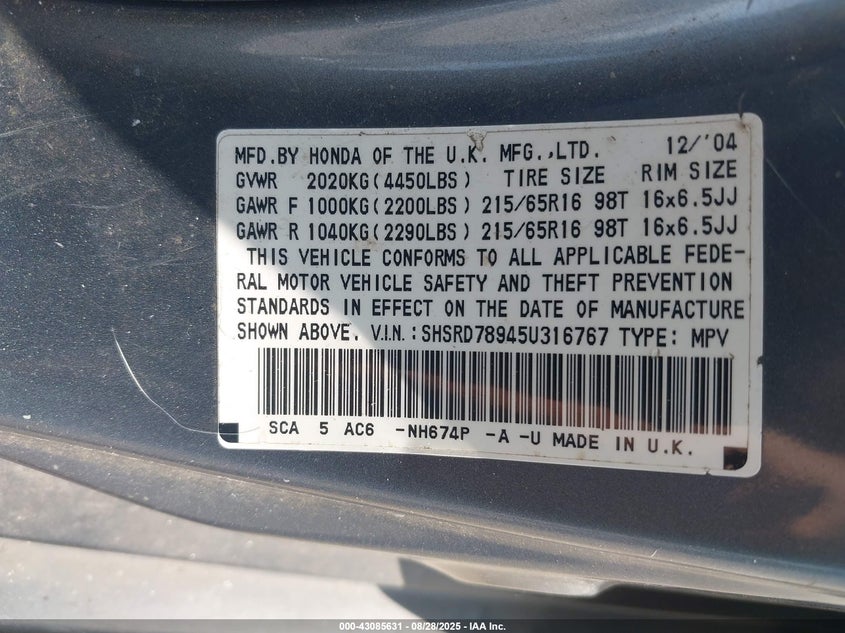 MFD.BY HONDA OF THE U.K. MFG.,LTD. 12/'04
GVWR 2020KG(4450LBS) TIRE SIZE RIM SIZE
GAWR F 1000KG(2200LBS) 215/65R16 98T 16x6.5JJ
GAWR R 1040KG(2290LBS) 215/65R16 98T 16x6.5JJ
THIS VEHICLE CONFORMS TO ALL APPLICABLE FEDE-
RAL MOTOR VEHICLE SAFETY AND THEFT PREVENTION
STANDARDS IN EFFECT ON THE DATE OF MANUFACTURE
SHOWN ABOVE. V.I.N.: SHSRD78945U316767 TYPE: MPV
SCA 5 AC6 -NH674P -A -U MADE IN U.K.
000-43085631 - 08/28/2025 - IAA Inc.